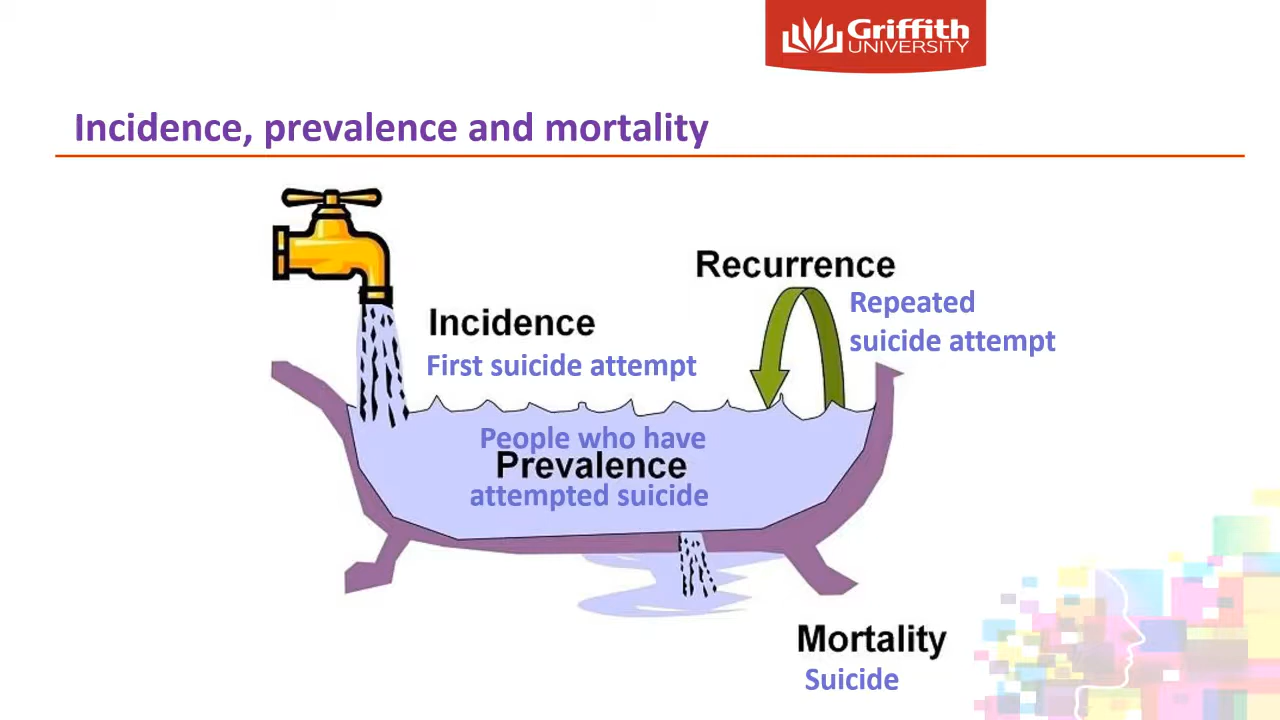 Griffith
UNIVERSITY
Incidence, prevalence and mortality
Recurrence
Repeated
suicide attempt
Incidence
First suicide attempt
People who have
Prevalence
attempted suicide
Mortality
Suicide